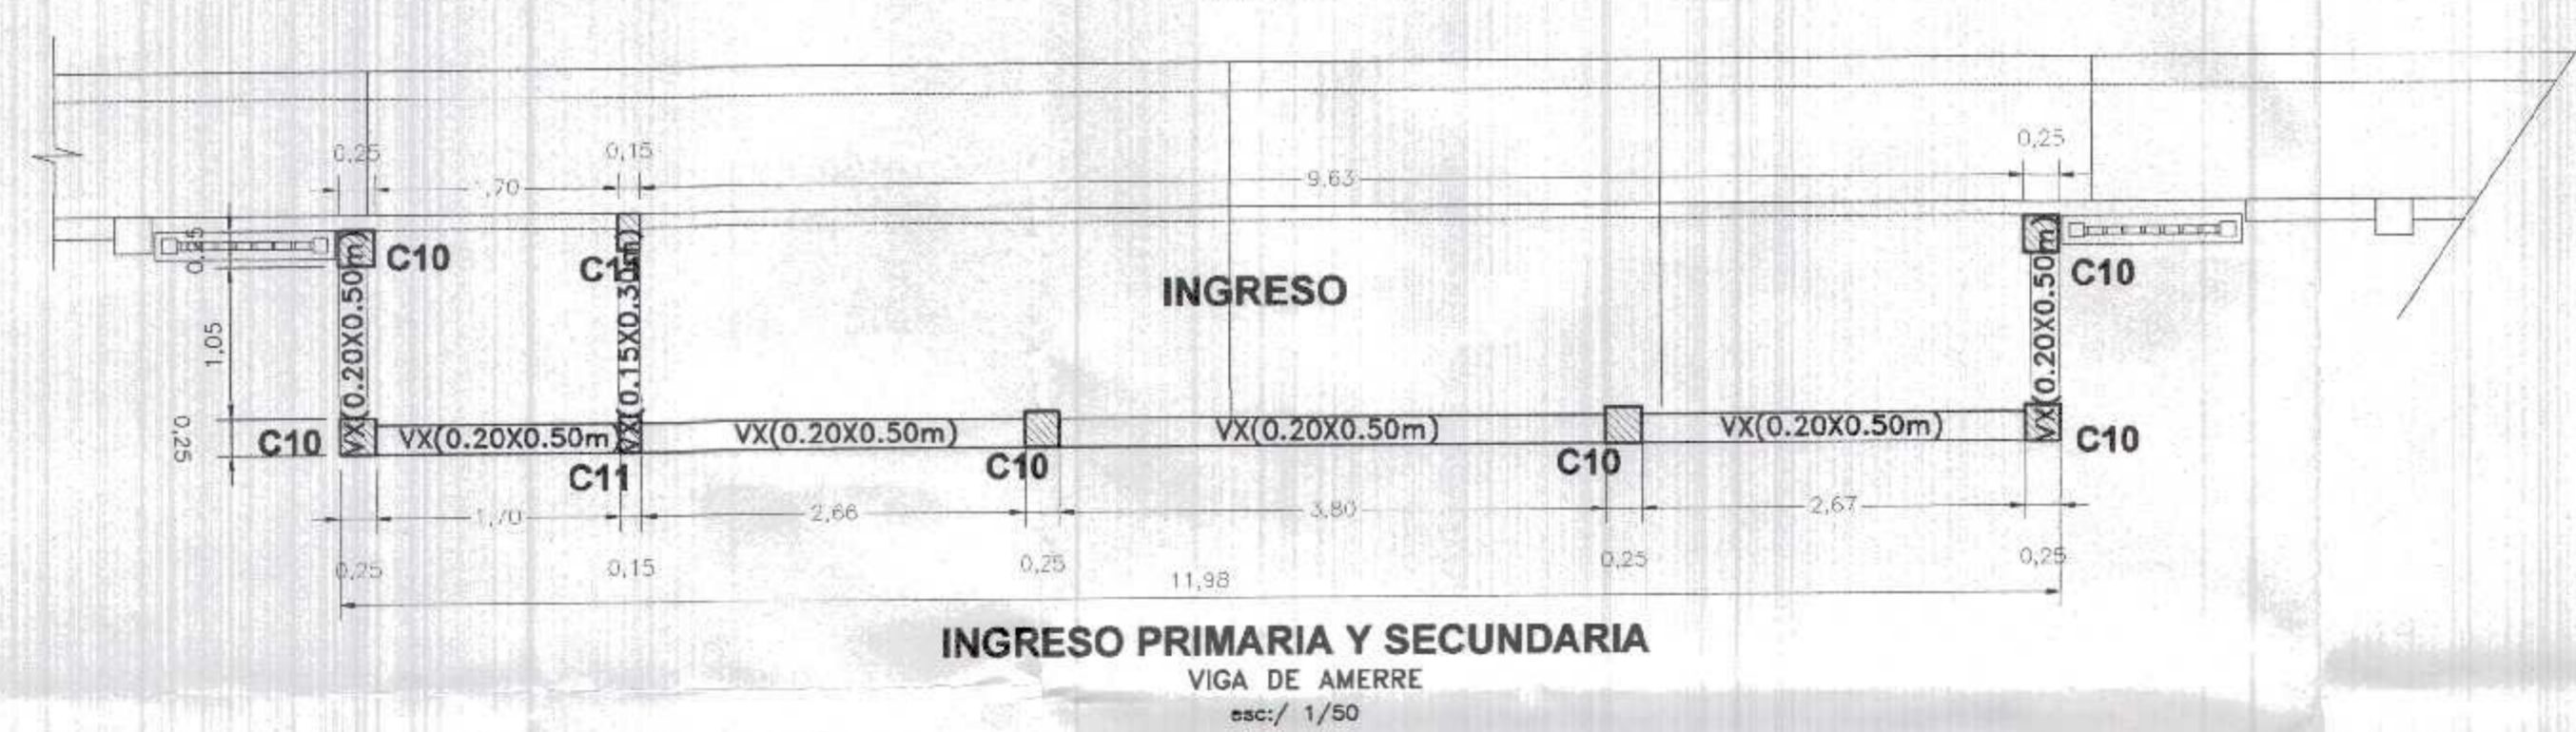 0,25
0,15
0,25
1,70
9.63
0,25
C10
C11
C10
INGRESO
VX(0.20X0.50m)
VX(0.15X0.30m)
VX(0.20X0.50m)
1,05
0,25
C10
VX(0.20X0.50m)
VX(0.20X0.50m)
VX(0.20X0.50m)
VX(0.20X0.50m)
C10
C11
C10
C10
1,70
2,66
3,80
2,67
0,25
0,15
0,25
0,25
0,25
11,98
INGRESO PRIMARIA Y SECUNDARIA
VIGA DE AMERRE
esc:/ 1/50